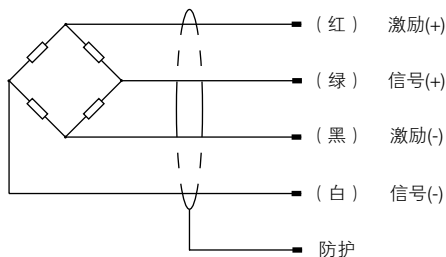 （红） 激励(+)
（绿） 信号(+)
（黑） 激励(-)
（白） 信号(-)
防护